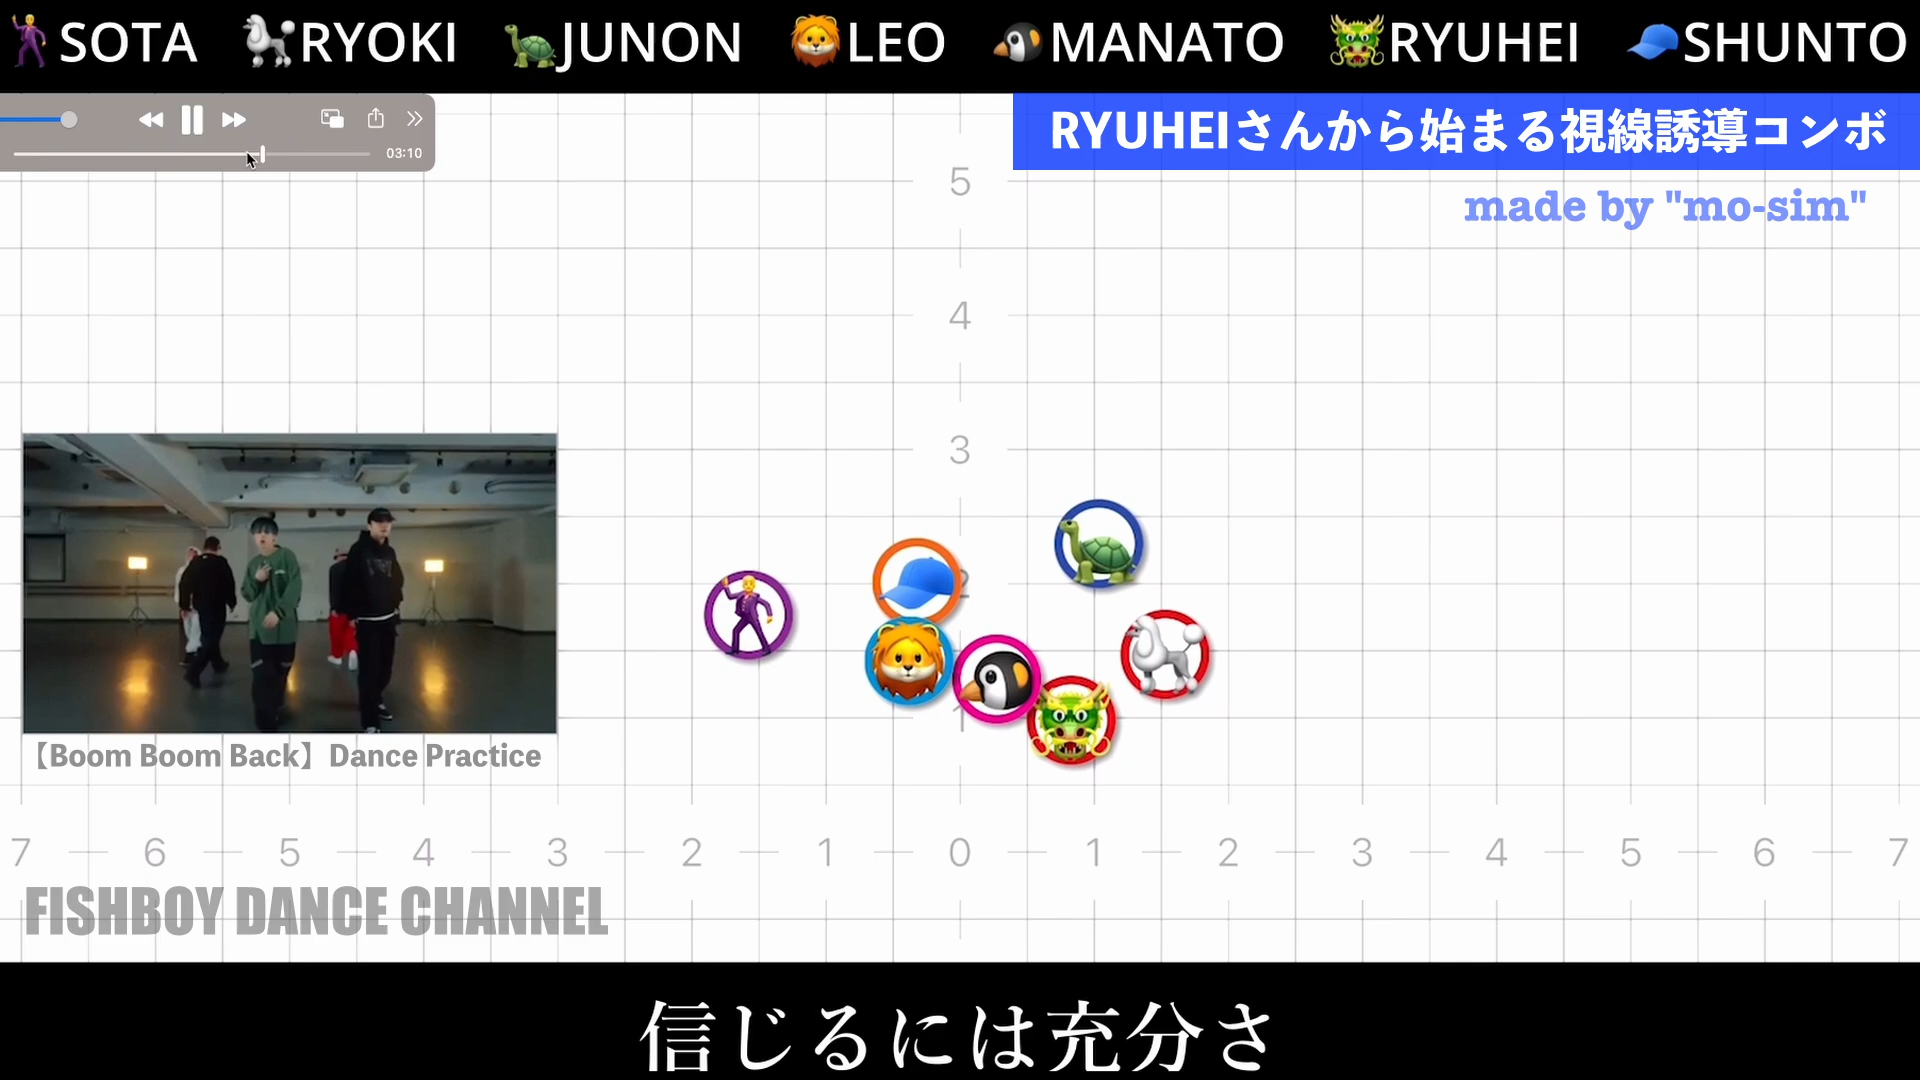 SOTA RYOKI JUNON LEO MANATO RYUHEI SHUNTO
03:10
RYUHEIさんから始まる視線誘導コンボ
made by "mo-sim"
5
4
3
2
1
【Boom Boom Back】Dance Practice
7 6 5 4 3 2 1 0 1 2 3 4 5 6 7
FISHBOY DANCE CHANNEL
信じるには充分さ